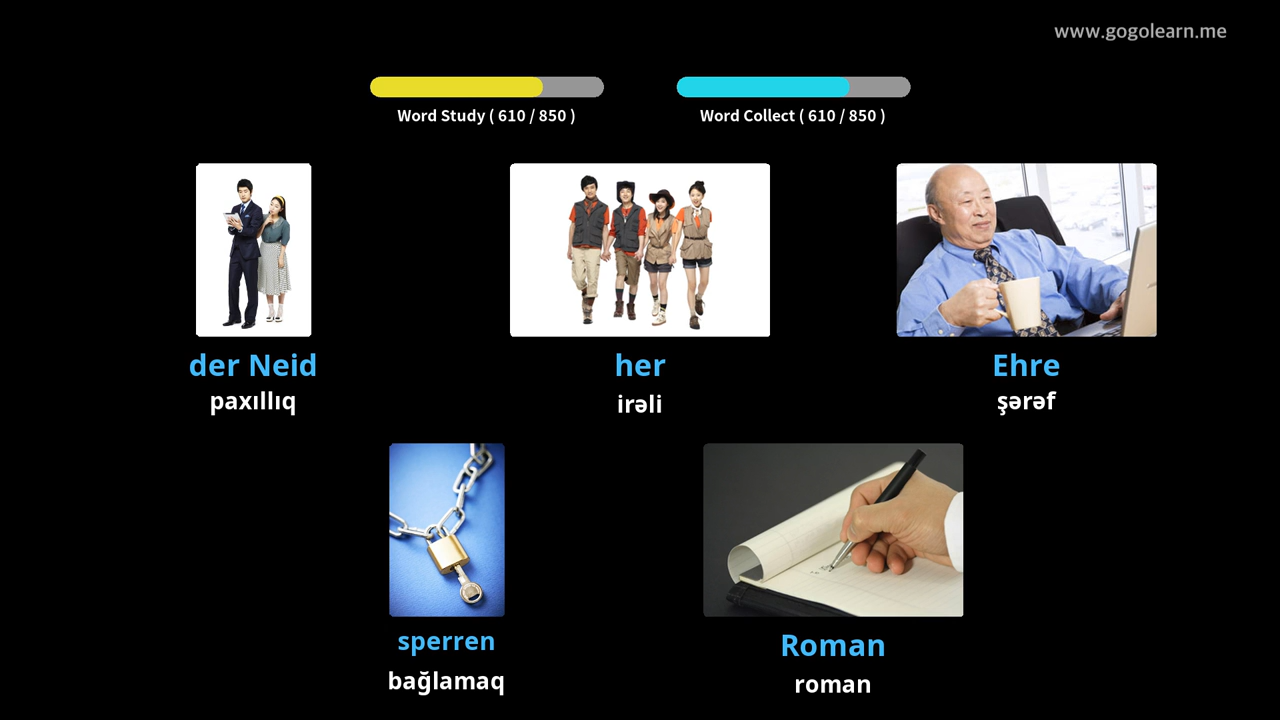 www.gogolearn.me
Word Study ( 610 / 850 )
Word Collect ( 610 / 850 )
der Neid
paxıllıq
her
irəli
Ehre
şərəf
sperren
bağlamaq
Roman
roman